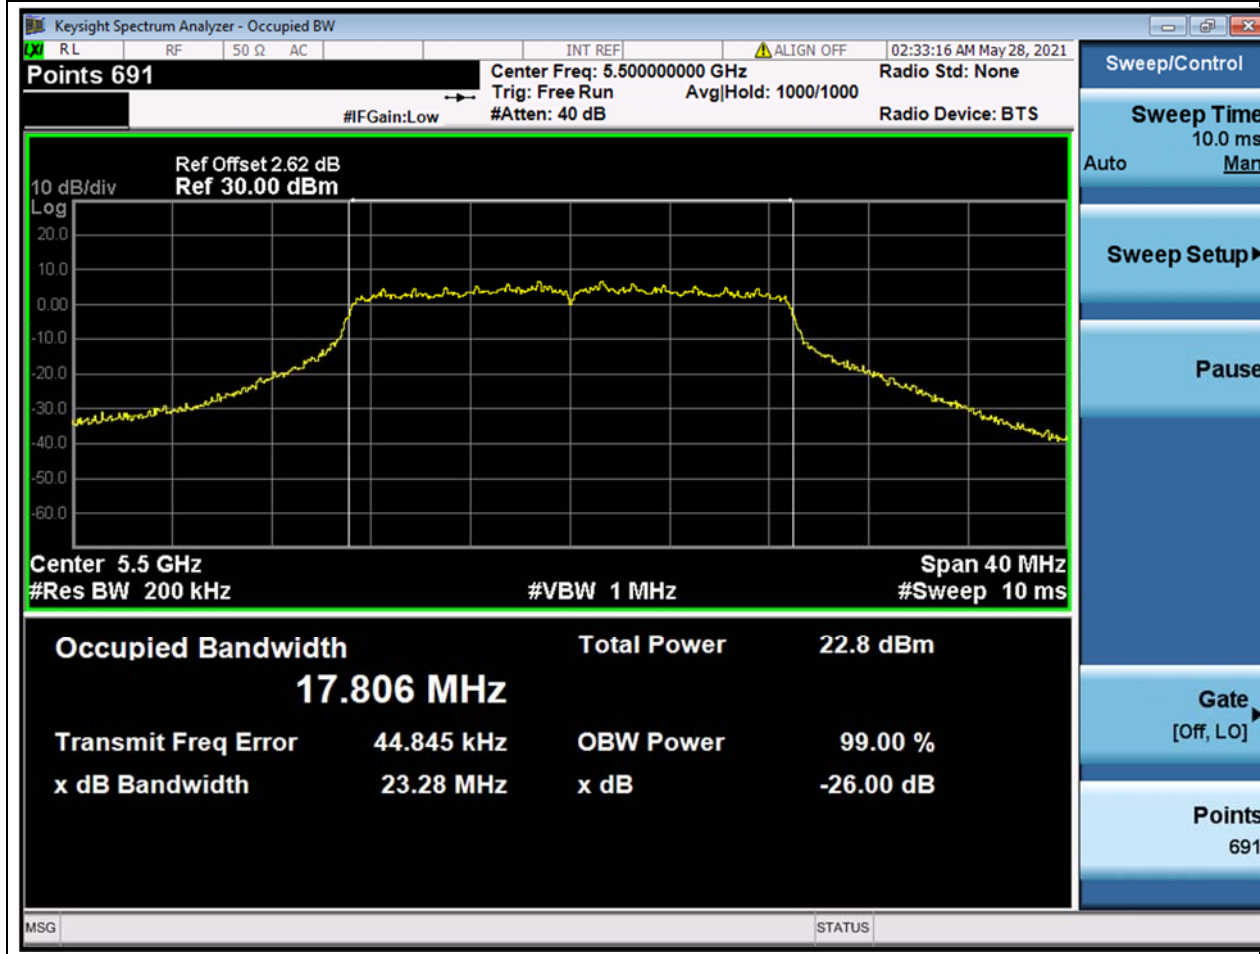 Keysight Spectrum Analyzer - Occupied BW
LXI RL RF 50 Ω AC INT REF ALIGN OFF 02:33:16 AM May 28, 2021
Points 691
Center Freq: 5.500000000 GHz Radio Std: None
Trig: Free Run Avg|Hold: 1000/1000
#IFGain:Low #Atten: 40 dB Radio Device: BTS
Ref Offset 2.62 dB
10 dB/div Ref 30.00 dBm
Log
20.0
10.0
0.00
-10.0
-20.0
-30.0
-40.0
-50.0
-60.0
Center 5.5 GHz Span 40 MHz
#Res BW 200 kHz #VBW 1 MHz #Sweep 10 ms
Occupied Bandwidth Total Power 22.8 dBm
17.806 MHz
Transmit Freq Error 44.845 kHz OBW Power 99.00 %
x dB Bandwidth 23.28 MHz x dB -26.00 dB
MSG STATUS
Sweep/Control
Sweep Time
10.0 ms
Auto Man
Sweep Setup
Pause
Gate
[Off, LO]
Points
691